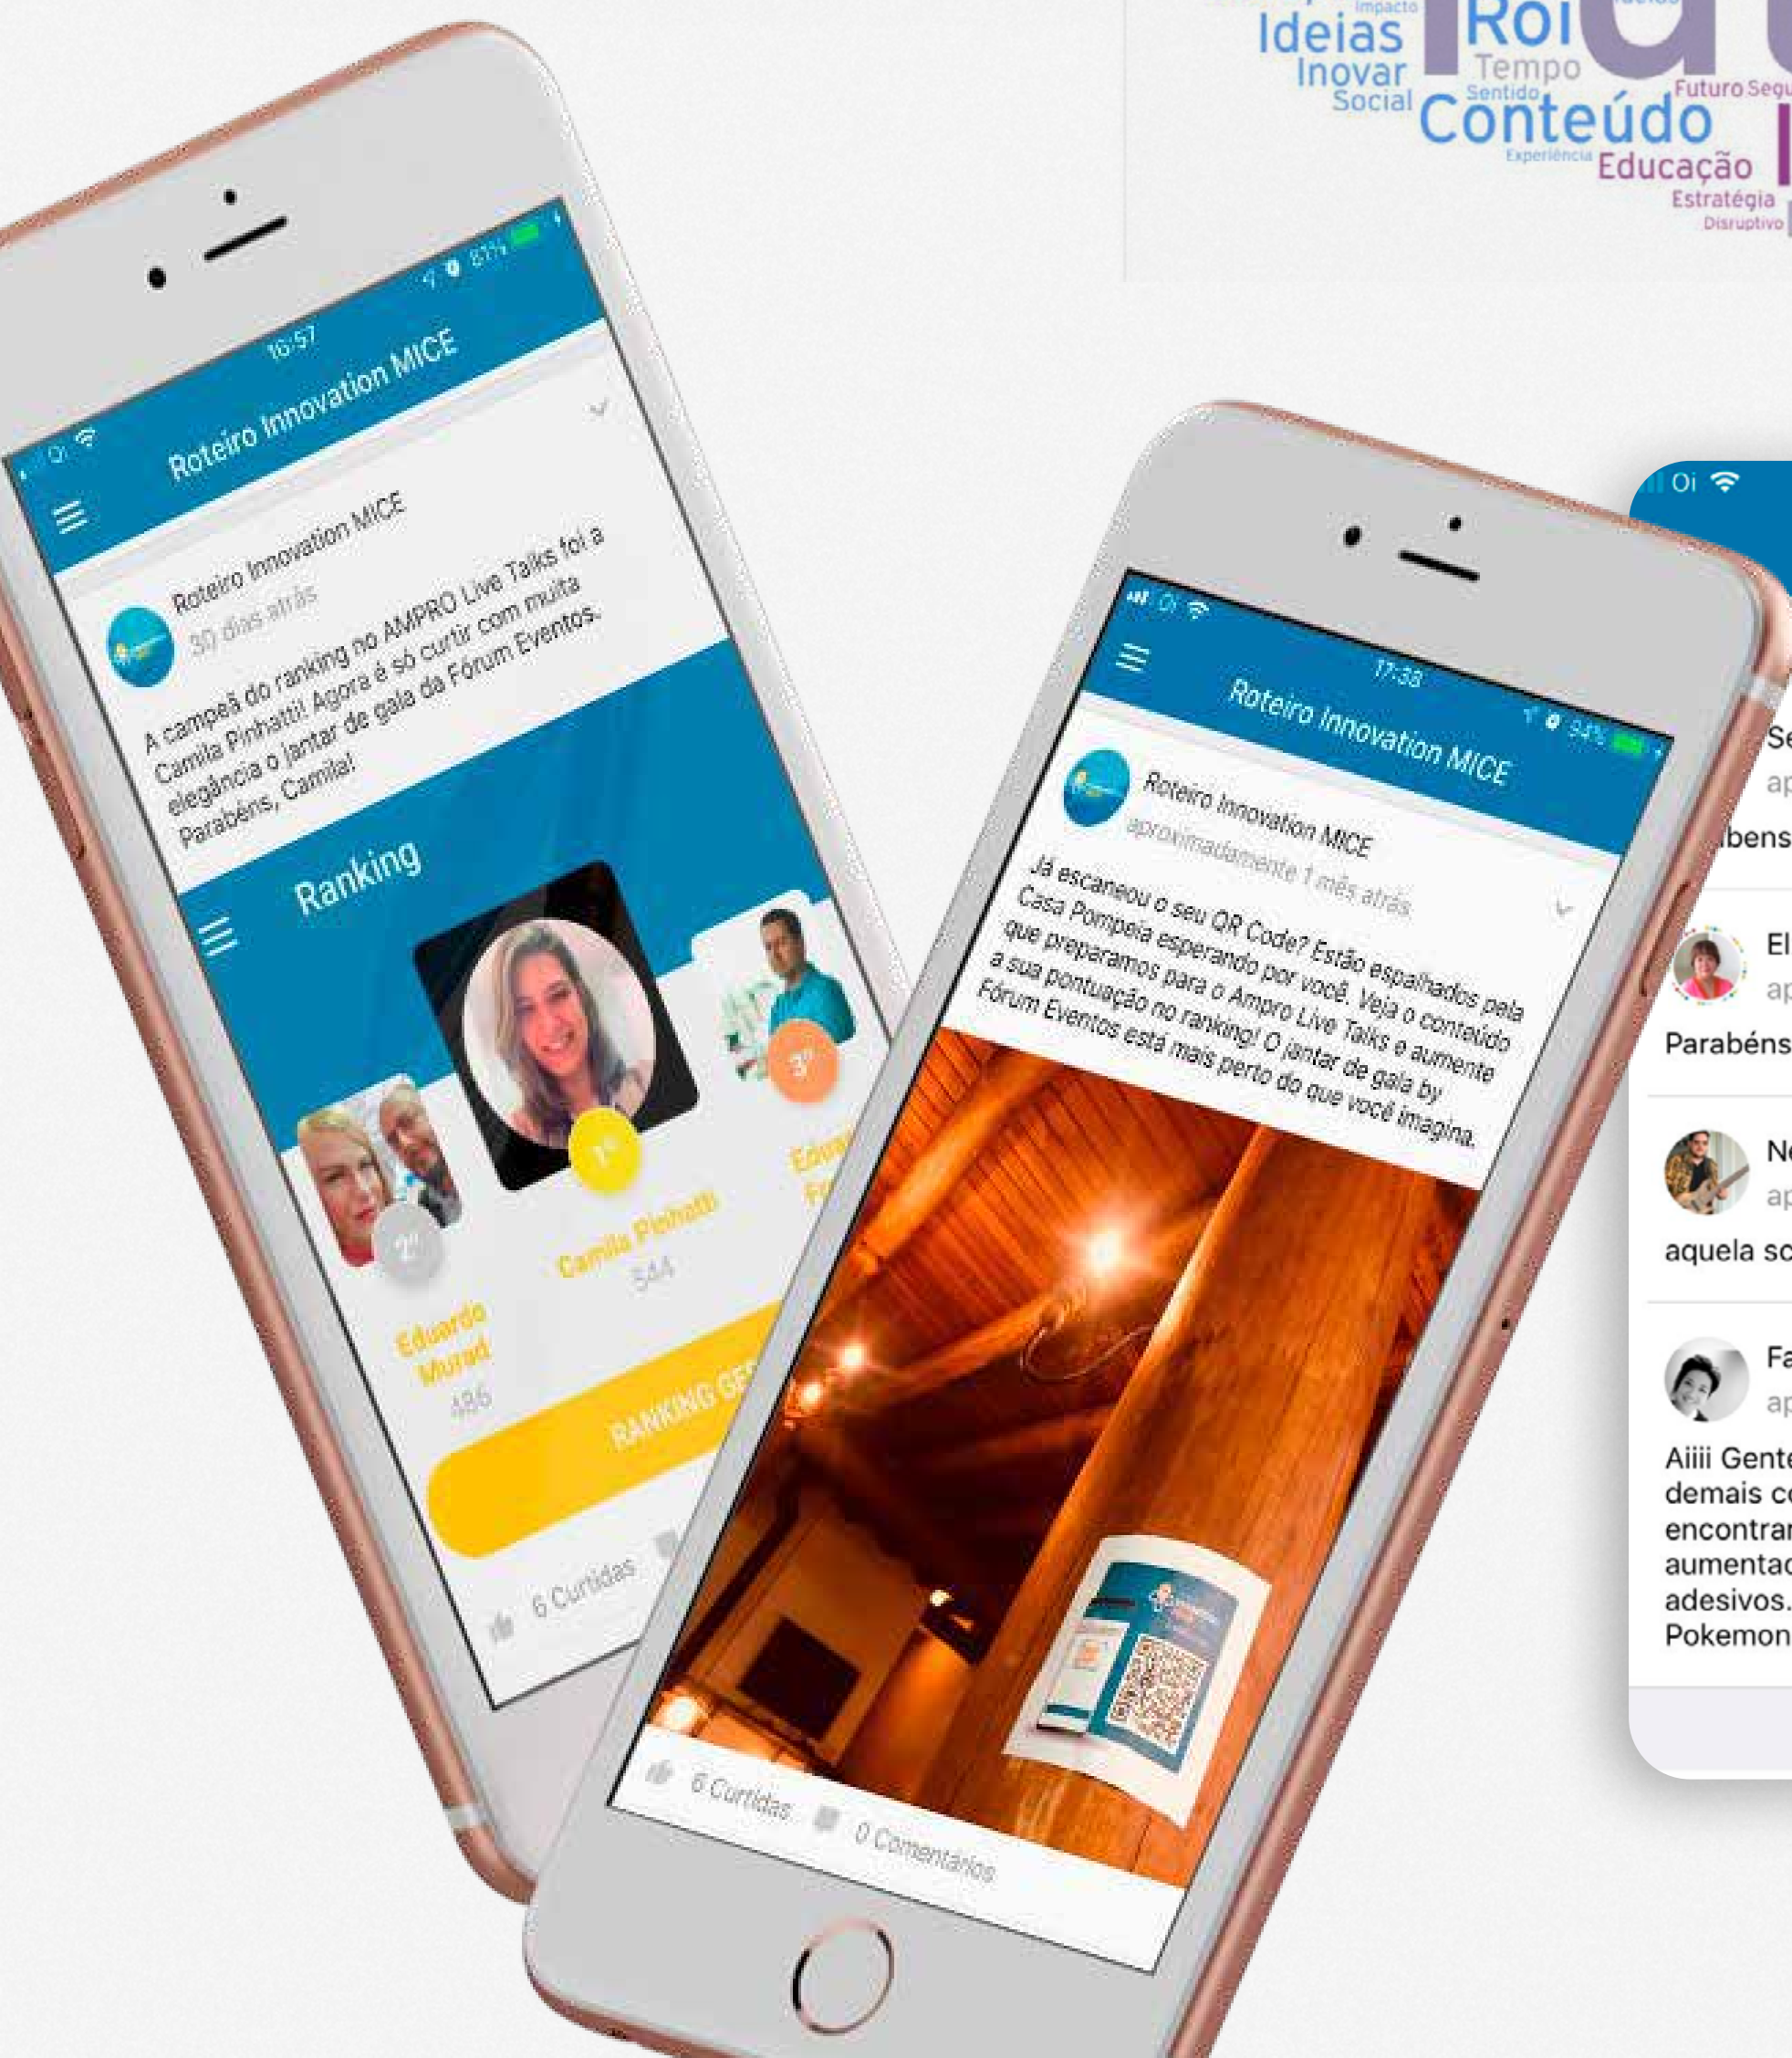 Impacto
Ideias
Roi
Inovar
Tempo
Social
Sentido
Conteúdo
Futuro
Experiência
Educação
Estratégia
Disruptivo
Oi
16:57
81%
Roteiro Innovation MICE
Roteiro Innovation MICE
30 dias atrás
A campeã do ranking no AMPRO Live Talks foi a
Camila Pinhatti! Agora é só curtir com muita
elegância o jantar de gala da Fórum Eventos.
Parabéns, Camila!
Ranking
1º
2º
3º
Camila Pinhatti
544
Eduardo
Murad
486
RANKING
6 Curtidas
Oi
17:38
94%
Roteiro Innovation MICE
Roteiro Innovation MICE
aproximadamente 1 mês atrás
Já escaneou o seu QR Code? Estão espalhados pela
Casa Pompeia esperando por você. Veja o conteúdo
que preparamos para o Ampro Live Talks e aumente
a sua pontuação no ranking! O jantar de gala by
Fórum Eventos está mais perto do que você imagina.
6 Curtidas
0 Comentários
Oi
Parabéns
aquela
Aiiii
demais
adesivos.
Pokemon